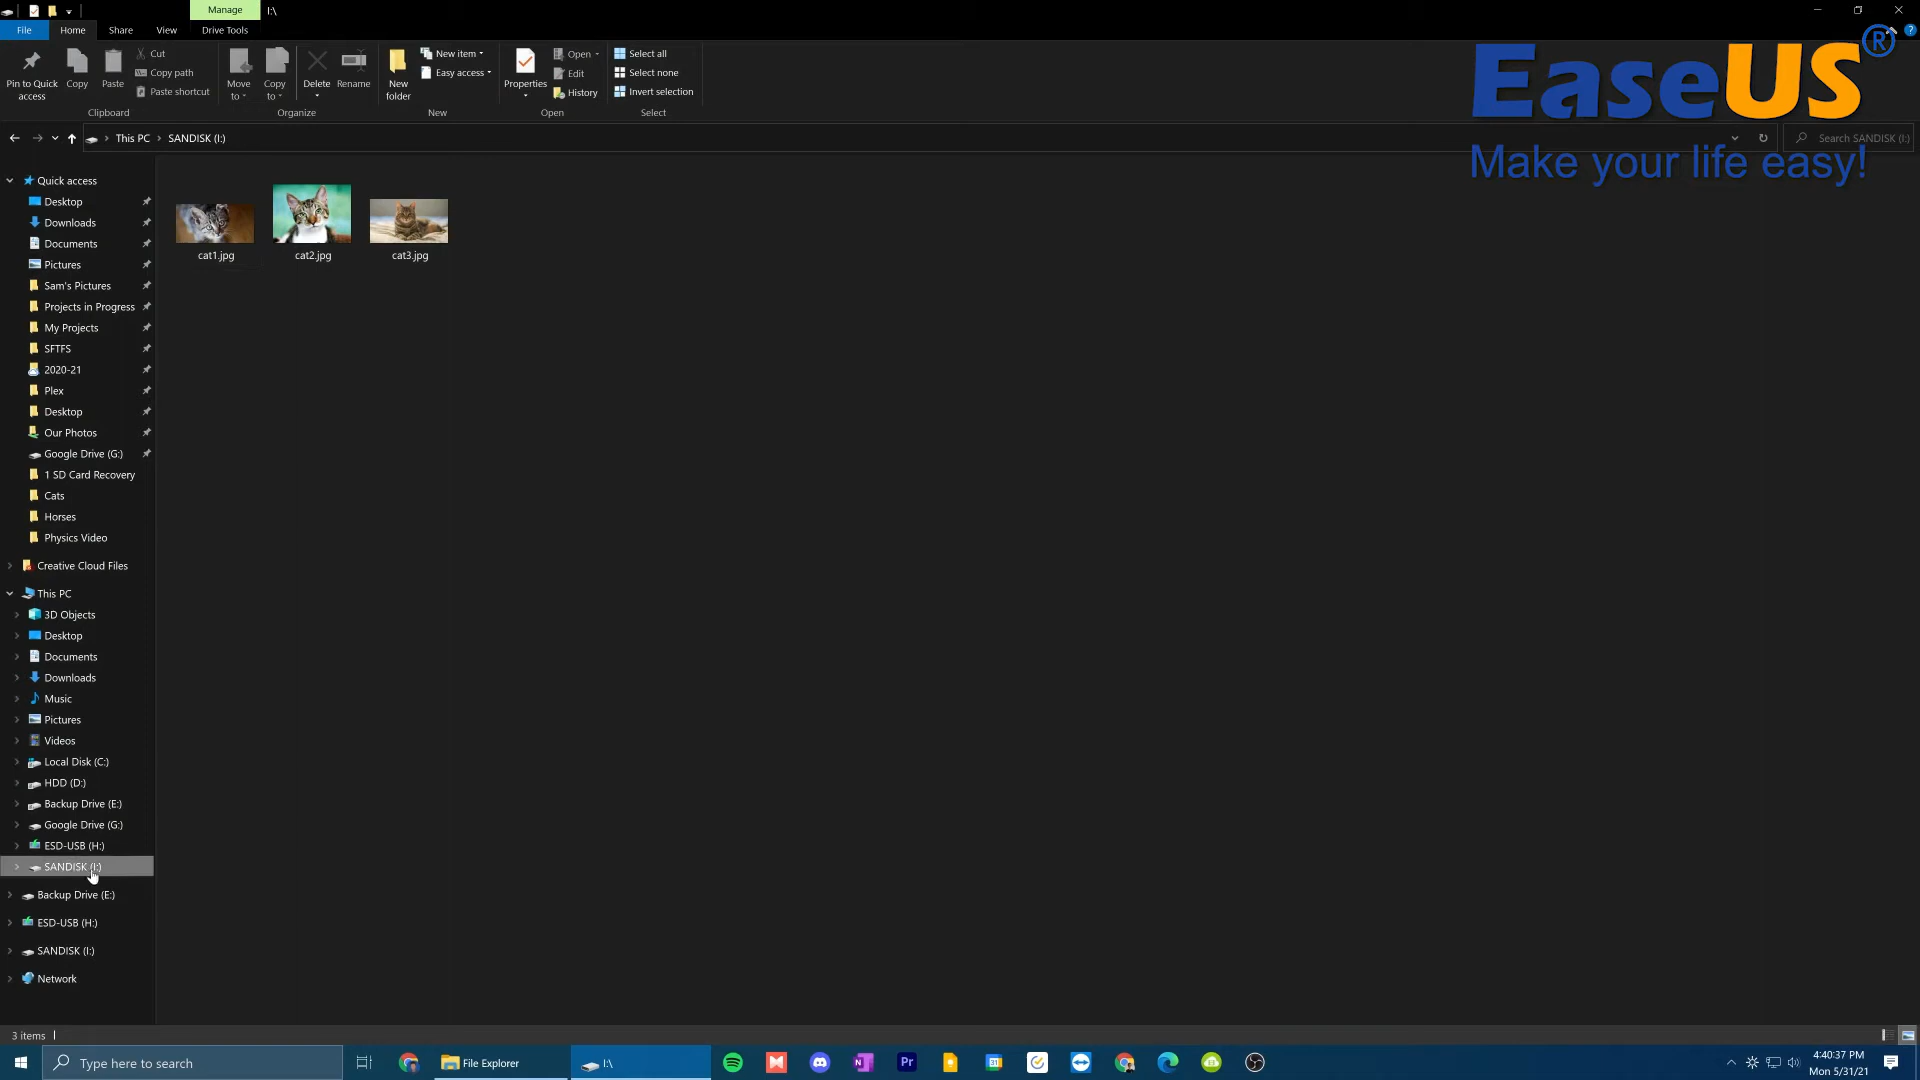 Manage
I:\
File
Home
Share
View
Drive Tools
Pin to Quick access
Copy
Paste
Cut
Copy path
Paste shortcut
Clipboard
Move to
Copy to
Delete
Rename
Organize
New folder
New item
Easy access
New
Properties
Open
Edit
History
Open
Select all
Select none
Invert selection
Select
EaseUS®
Make your life easy!
This PC > SANDISK (I:)
Search SANDISK (I:)
Quick access
Desktop
Downloads
Documents
Pictures
Sam's Pictures
Projects in Progress
My Projects
SFTFS
2020-21
Plex
Desktop
Our Photos
Google Drive (G:)
1 SD Card Recovery
Cats
Horses
Physics Video
Creative Cloud Files
This PC
3D Objects
Desktop
Documents
Downloads
Music
Pictures
Videos
Local Disk (C:)
HDD (D:)
Backup Drive (E:)
Google Drive (G:)
ESD-USB (H:)
SANDISK (I:)
Backup Drive (E:)
ESD-USB (H:)
SANDISK (I:)
Network
cat1.jpg
cat2.jpg
cat3.jpg
3 items
Type here to search
File Explorer
I:\
Pr
31
4:40:37 PM
Mon 5/31/21